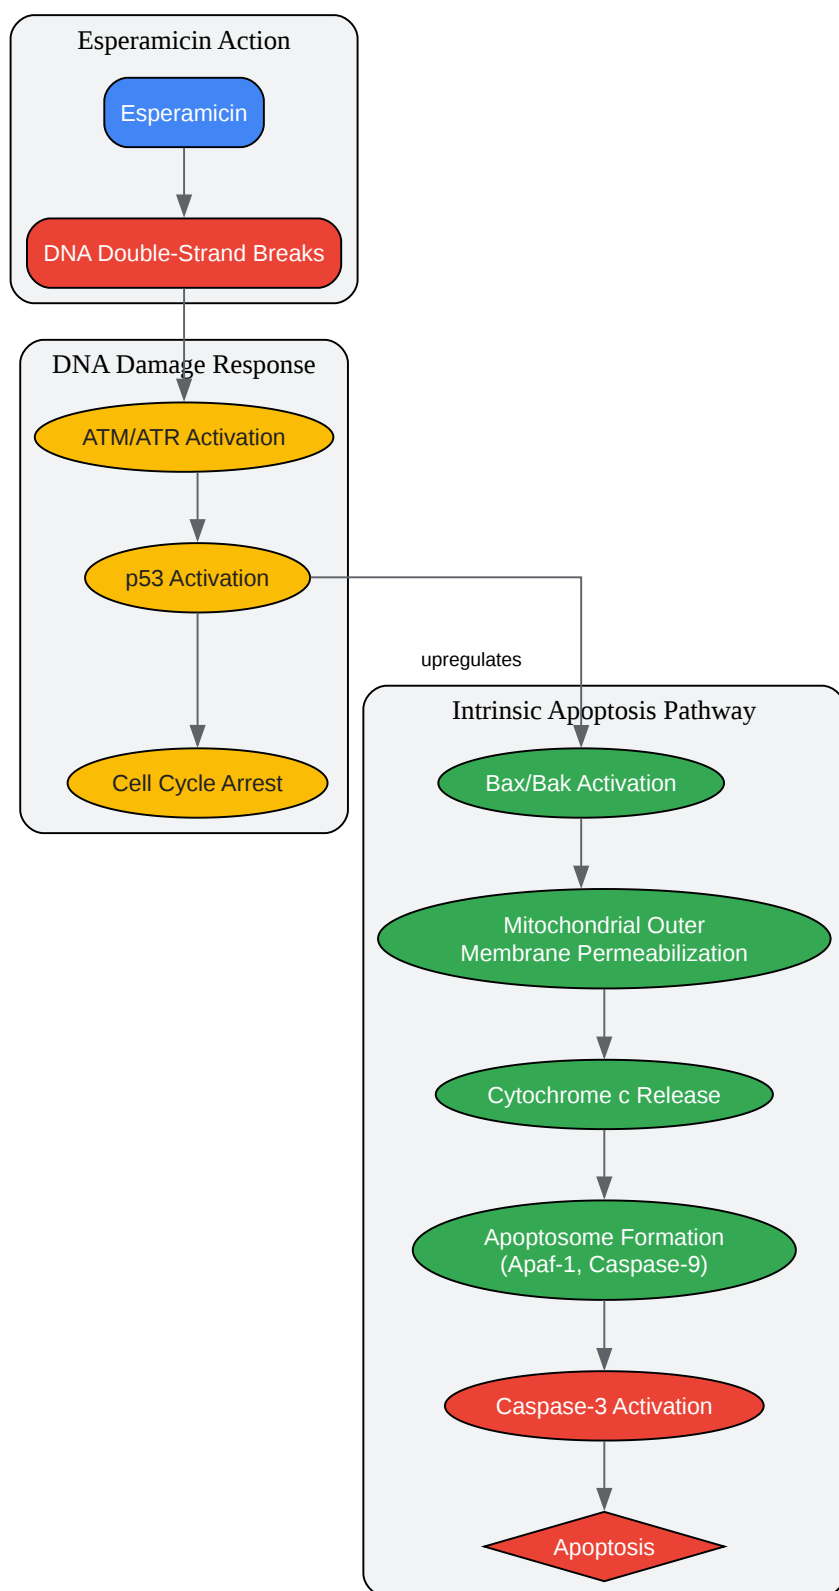 Esperamicin Action
Esperamicin
DNA Double-Strand Breaks
DNA Damage Response
ATM/ATR Activation
p53 Activation
upregulates
Cell Cycle Arrest
Intrinsic Apoptosis Pathway
Bax/Bak Activation
Mitochondrial Outer
Membrane Permeabilization
Cytochrome c Release
Apoptosome Formation
(Apaf-1, Caspase-9)
Caspase-3 Activation
Apoptosis